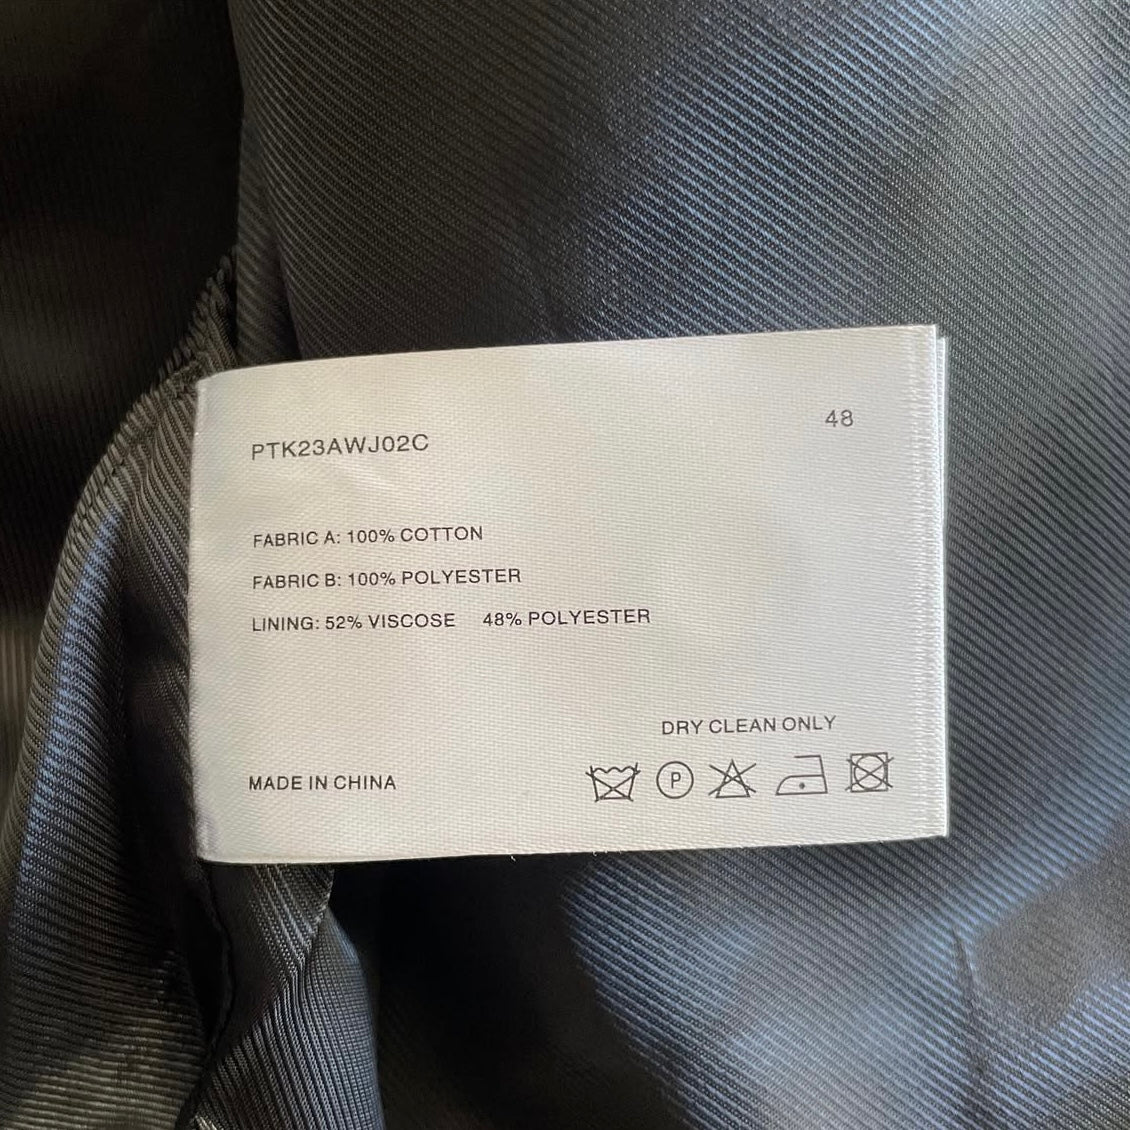 48
PTK23AWJ02C
FABRIC A: 100% COTTON
FABRIC B: 100% POLYESTER
LINING: 52% VISCOSE 48% POLYESTER
DRY CLEAN ONLY
MADE IN CHINA
P